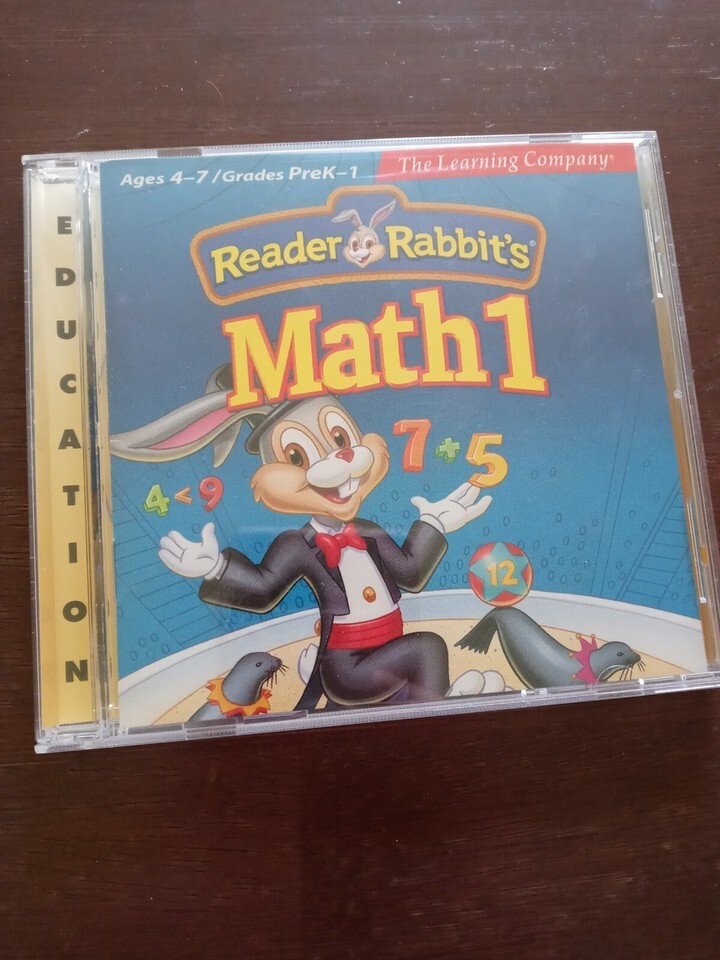 Ages 4-7 / Grades PreK-1
The Learning Company®
EDUCATION
Reader Rabbit's®
Math 1
4 < 9
7 + 5
12